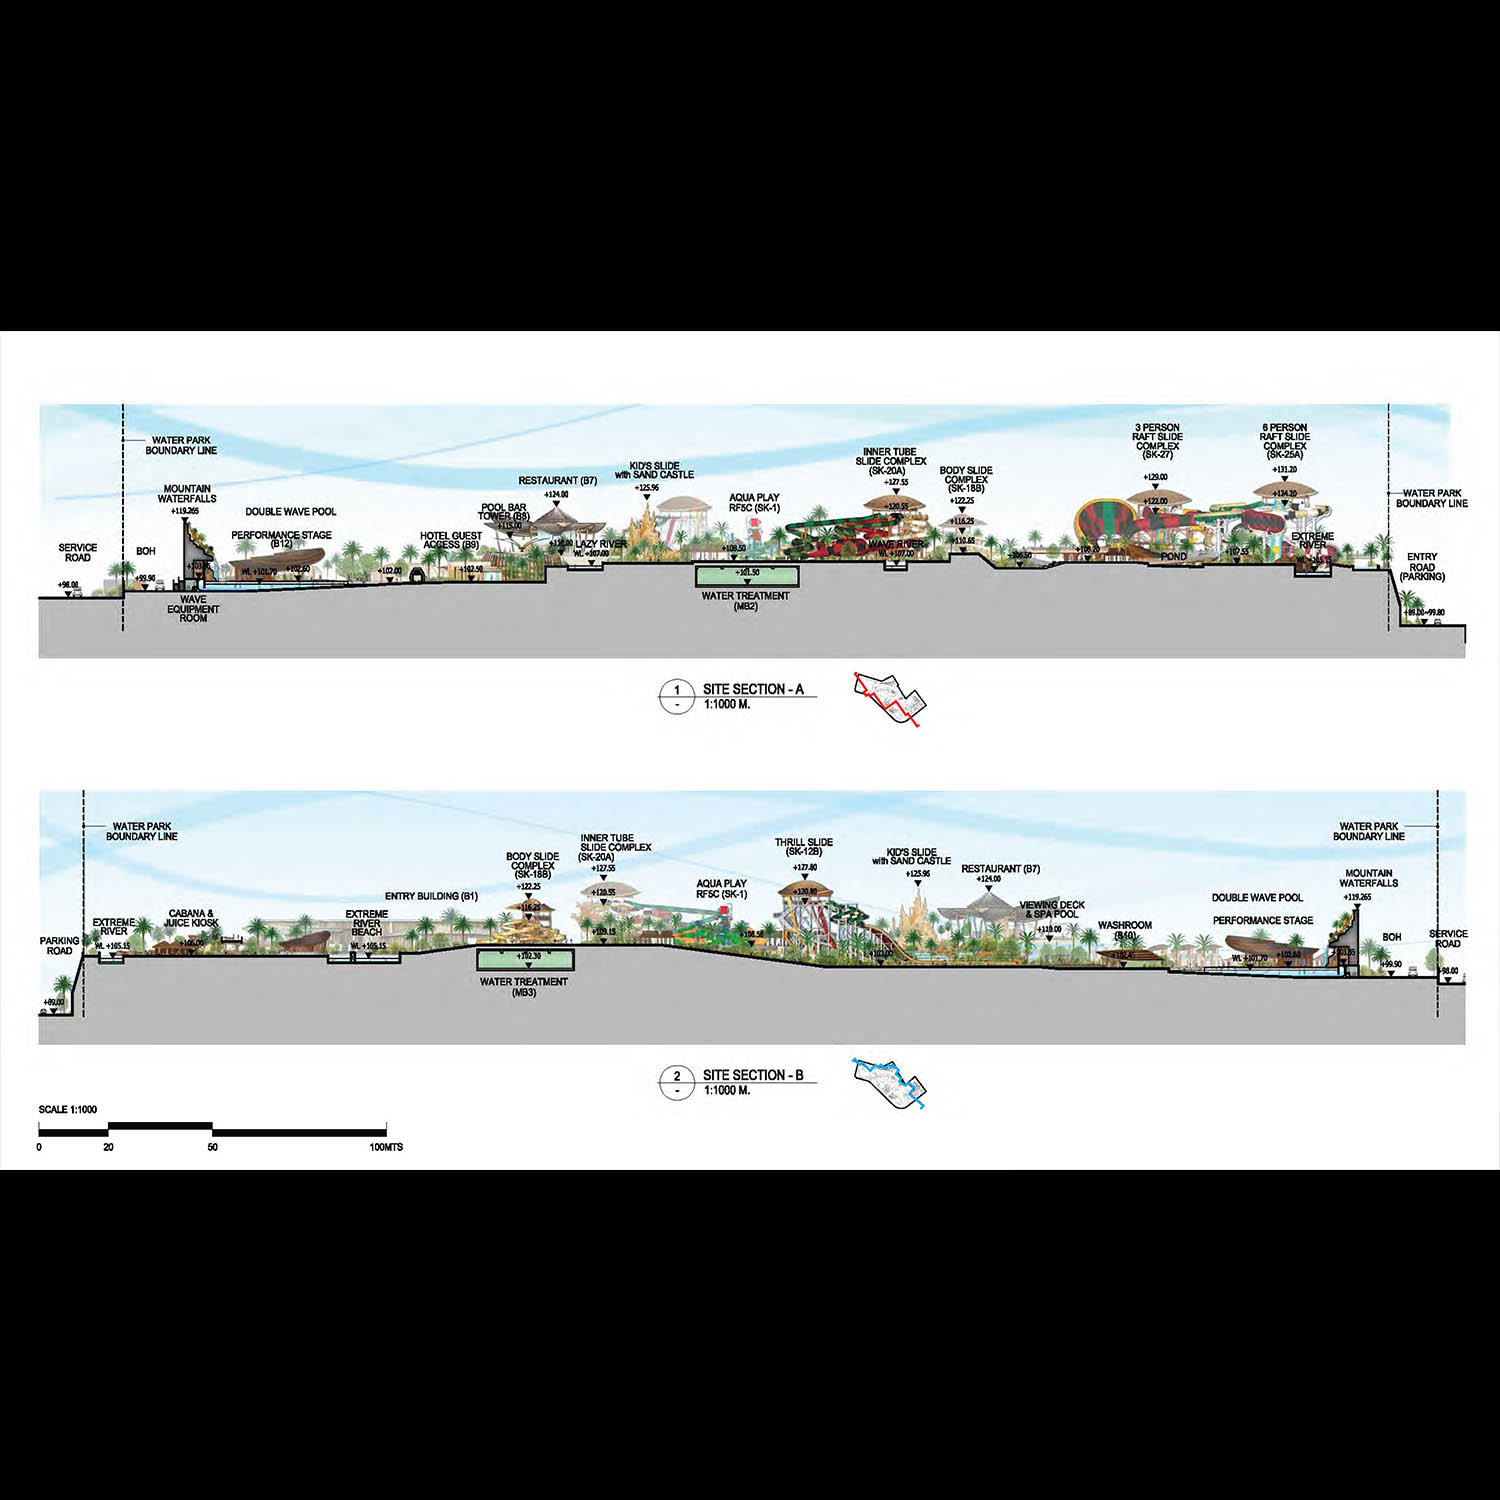 WATER PARK
BOUNDARY LINE
MOUNTAIN
WATERFALLS
+119.265
DOUBLE WAVE POOL
PERFORMANCE STAGE
(B12)
SERVICE
ROAD
+98.00
BOH
+99.90
WL +101.70
+102.60
+102.00
WAVE
EQUIPMENT
ROOM
HOTEL GUEST
ACCESS (B9)
+102.50
POOL BAR
TOWER (B8)
+115.00
RESTAURANT (B7)
+124.00
LAZY RIVER
WL +107.00
KID'S SLIDE
with SAND CASTLE
+125.96
AQUA PLAY
RF5C (SK-1)
+108.50
+101.50
WATER TREATMENT
(MB2)
INNER TUBE
SLIDE COMPLEX
(SK-20A)
+127.55
+120.55
WAVE RIVER
WL +107.00
BODY SLIDE
COMPLEX
(SK-18B)
+122.25
+116.25
+110.65
+106.50
3 PERSON
RAFT SLIDE
COMPLEX
(SK-27)
+129.00
+122.00
+108.20
POND
6 PERSON
RAFT SLIDE
COMPLEX
(SK-25A)
+131.20
+124.20
+107.55
EXTREME
RIVER
WATER PARK
BOUNDARY LINE
ENTRY
ROAD
(PARKING)
+89.00~99.80
1
-
SITE SECTION - A
1:1000 M.
WATER PARK
BOUNDARY LINE
PARKING
ROAD
+89.00
EXTREME
RIVER
WL +105.15
CABANA &
JUICE KIOSK
+106.00
EXTREME
RIVER
BEACH
WL +105.15
ENTRY BUILDING (B1)
BODY SLIDE
COMPLEX
(SK-18B)
+122.25
+116.25
+102.30
WATER TREATMENT
(MB3)
INNER TUBE
SLIDE COMPLEX
(SK-20A)
+127.55
+120.55
+109.15
AQUA PLAY
RF5C (SK-1)
+108.50
THRILL SLIDE
(SK-12B)
+127.80
+120.80
+103.00
KID'S SLIDE
with SAND CASTLE
+125.96
RESTAURANT (B7)
+124.00
VIEWING DECK
& SPA POOL
+110.00
WASHROOM
(B10)
+102.45
DOUBLE WAVE POOL
PERFORMANCE STAGE
WL +101.70
+102.60
MOUNTAIN
WATERFALLS
+119.265
WATER PARK
BOUNDARY LINE
BOH
+99.90
SERVICE
ROAD
+98.00
2
-
SITE SECTION - B
1:1000 M.
SCALE 1:1000
0 20 50 100MTS